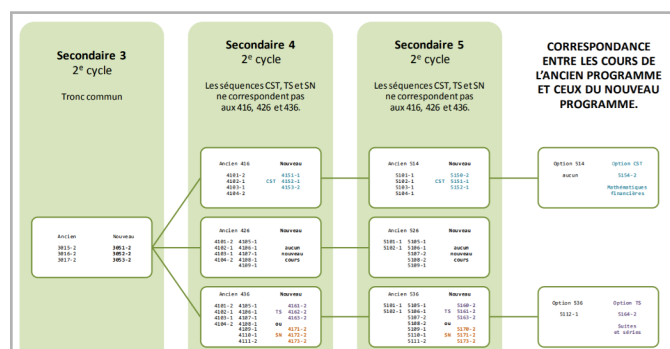 Secondaire 3
2e cycle
Tronc commun
Secondaire 4
2e cycle
Les séquences CST, TS et SN
ne correspondent pas
aux 416, 426 et 436.
Secondaire 5
2e cycle
Les séquences CST, TS et SN
ne correspondent pas
aux 416, 426 et 436.
CORRESPONDANCE
ENTRE LES COURS DE
L'ANCIEN PROGRAMME
ET CEUX DU NOUVEAU
PROGRAMME.
Ancien Nouveau
3015-2 3051-2
3016-2 3052-2
3017-2 3053-2
Ancien 416 Nouveau
4101-2 4151-1
4102-1 CST 4152-1
4103-1 4153-2
4104-2
Ancien 514 Nouveau
5101-1 5150-2
5102-1 CST 5151-1
5103-1 5152-1
5104-1
Option 514 Option CST
aucun 5154-2
Mathématiques
financières
Ancien 426 Nouveau
4101-2 4105-1
4102-1 4106-1 aucun
4103-1 4107-1 nouveau
4104-2 4108-1 cours
4109-1
Ancien 526 Nouveau
5101-1 5105-1
5102-1 5106-1 aucun
5107-2 nouveau
5108-2 cours
5109-1
Ancien 436 Nouveau
4101-2 4105-1 4161-2
4102-1 4106-1 TS 4162-2
4103-1 4107-1 4163-2
4104-2 4108-1 ou
4109-1 4171-2
4110-1 SN 4172-2
4111-2 4173-2
Ancien 536 Nouveau
5101-1 5105-1 5160-2
5102-1 5106-1 TS 5161-2
5107-2 5163-2
5108-2 ou
5109-1 5170-2
5110-1 SN 5171-2
5111-2 5173-2
Option 536 Option TS
5112-1 5164-2
Suites
et séries